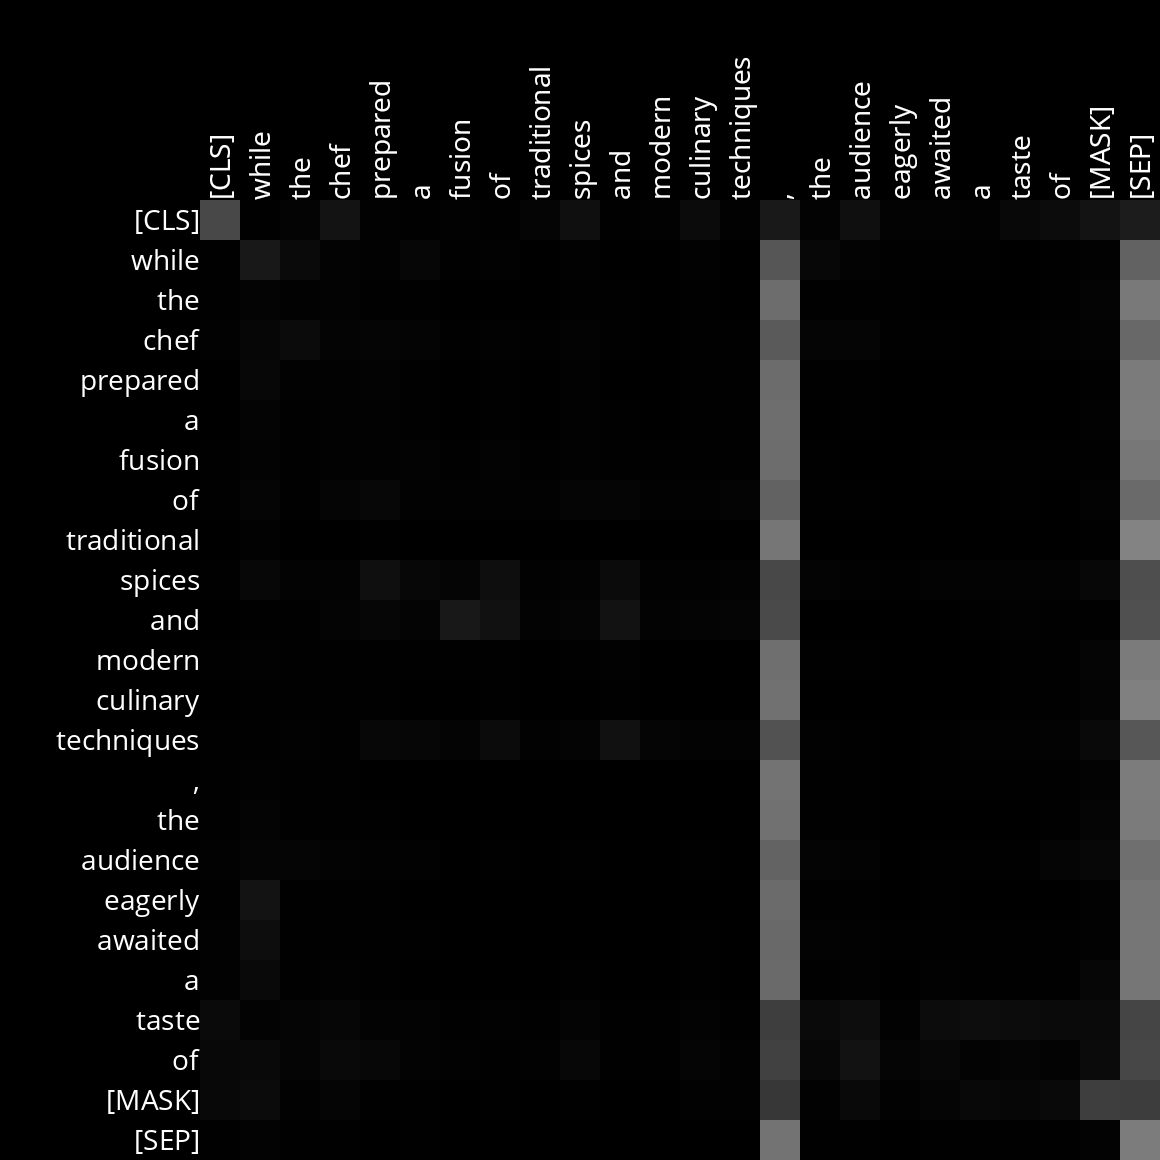 [CLS] while the chef prepared a fusion of traditional spices and modern culinary techniques , the audience eagerly awaited a taste of [MASK] [SEP]
[CLS]
while
the
chef
prepared
a
fusion
of
traditional
spices
and
modern
culinary
techniques
,
the
audience
eagerly
awaited
a
taste
of
[MASK]
[SEP]